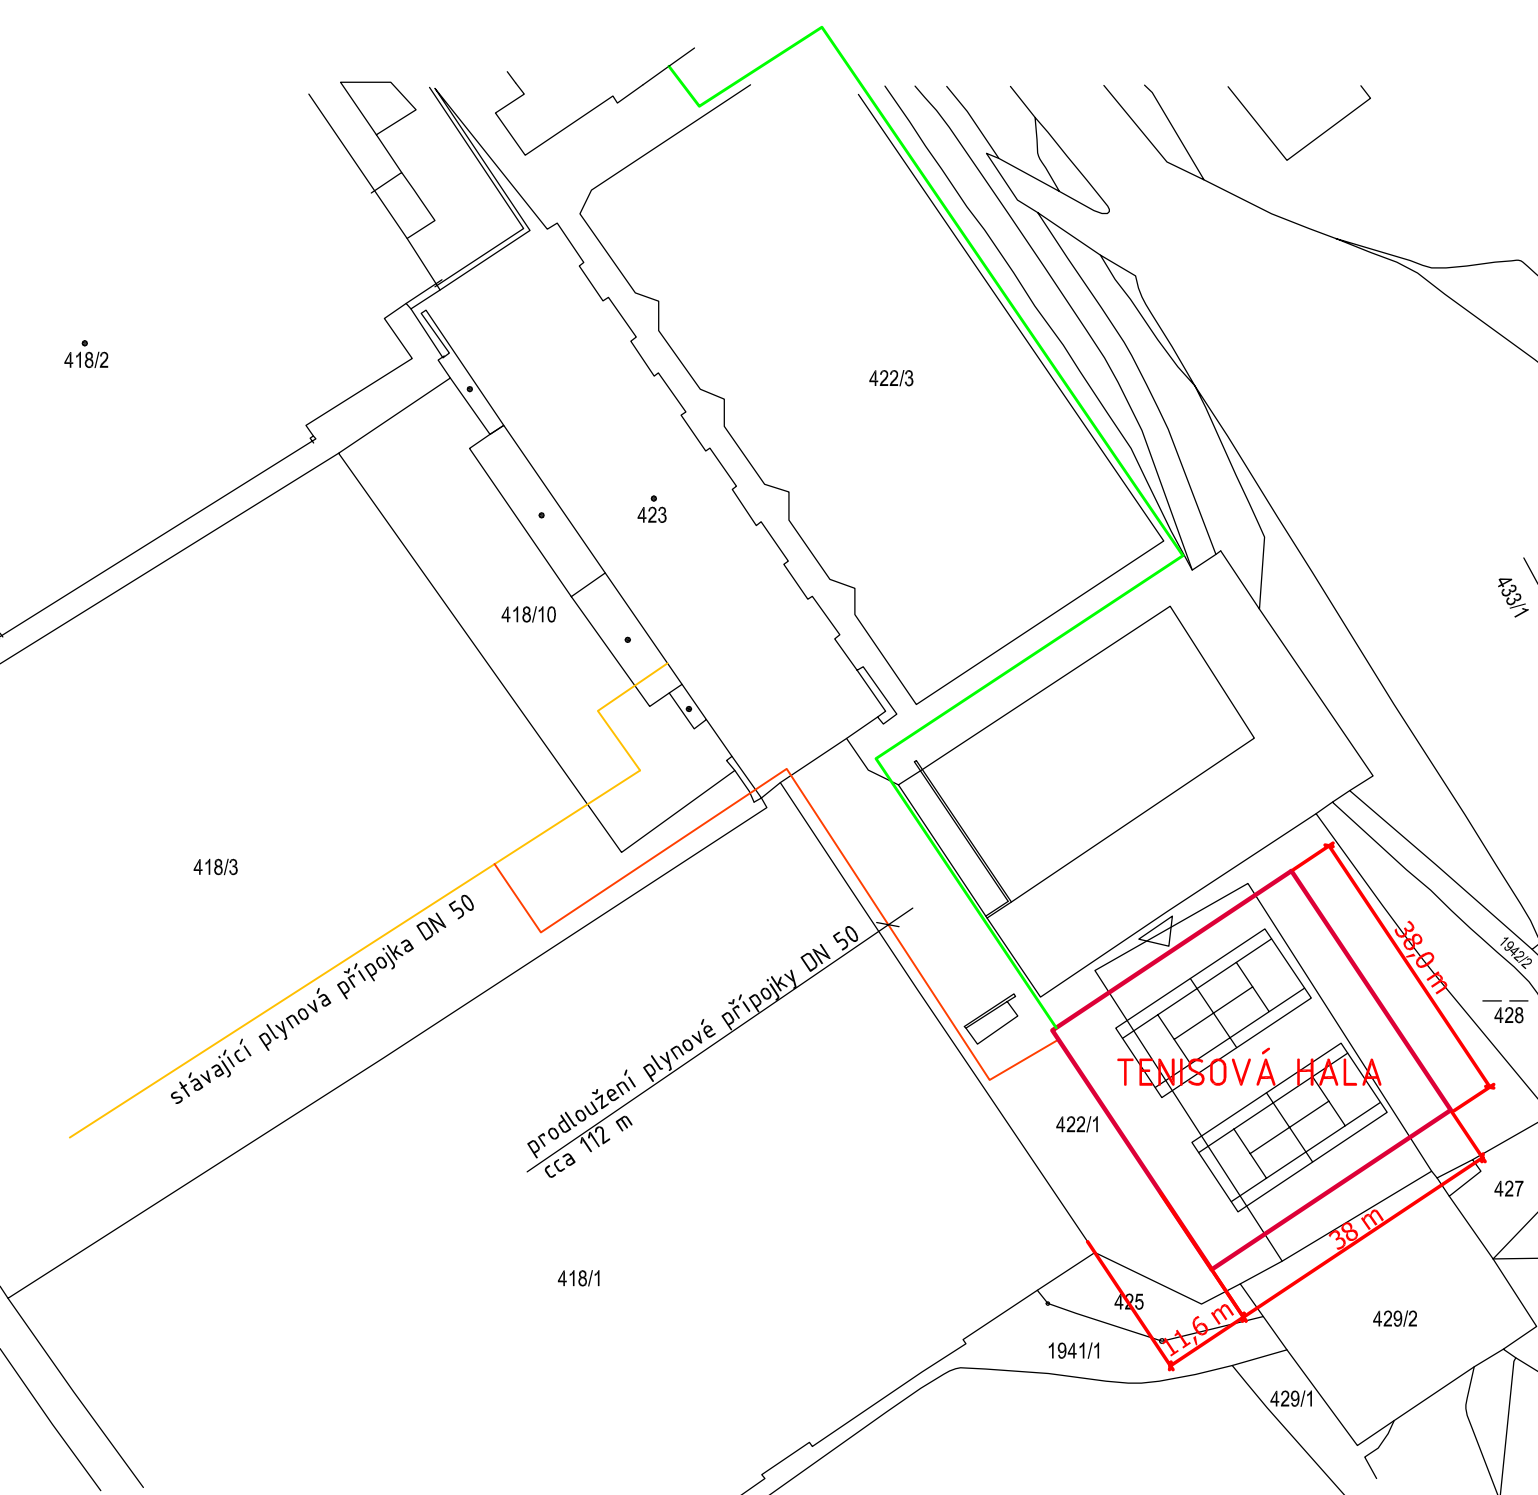 418/2
422/3
423
433/1
418/10
418/3
stávající plynová přípojka DN 50
prodloužení plynové přípojky DN 50
cca 112 m
38,0 m
1942/2
428
TENISOVÁ HALA
422/1
427
38 m
418/1
425
11,6 m
429/2
1941/1
429/1